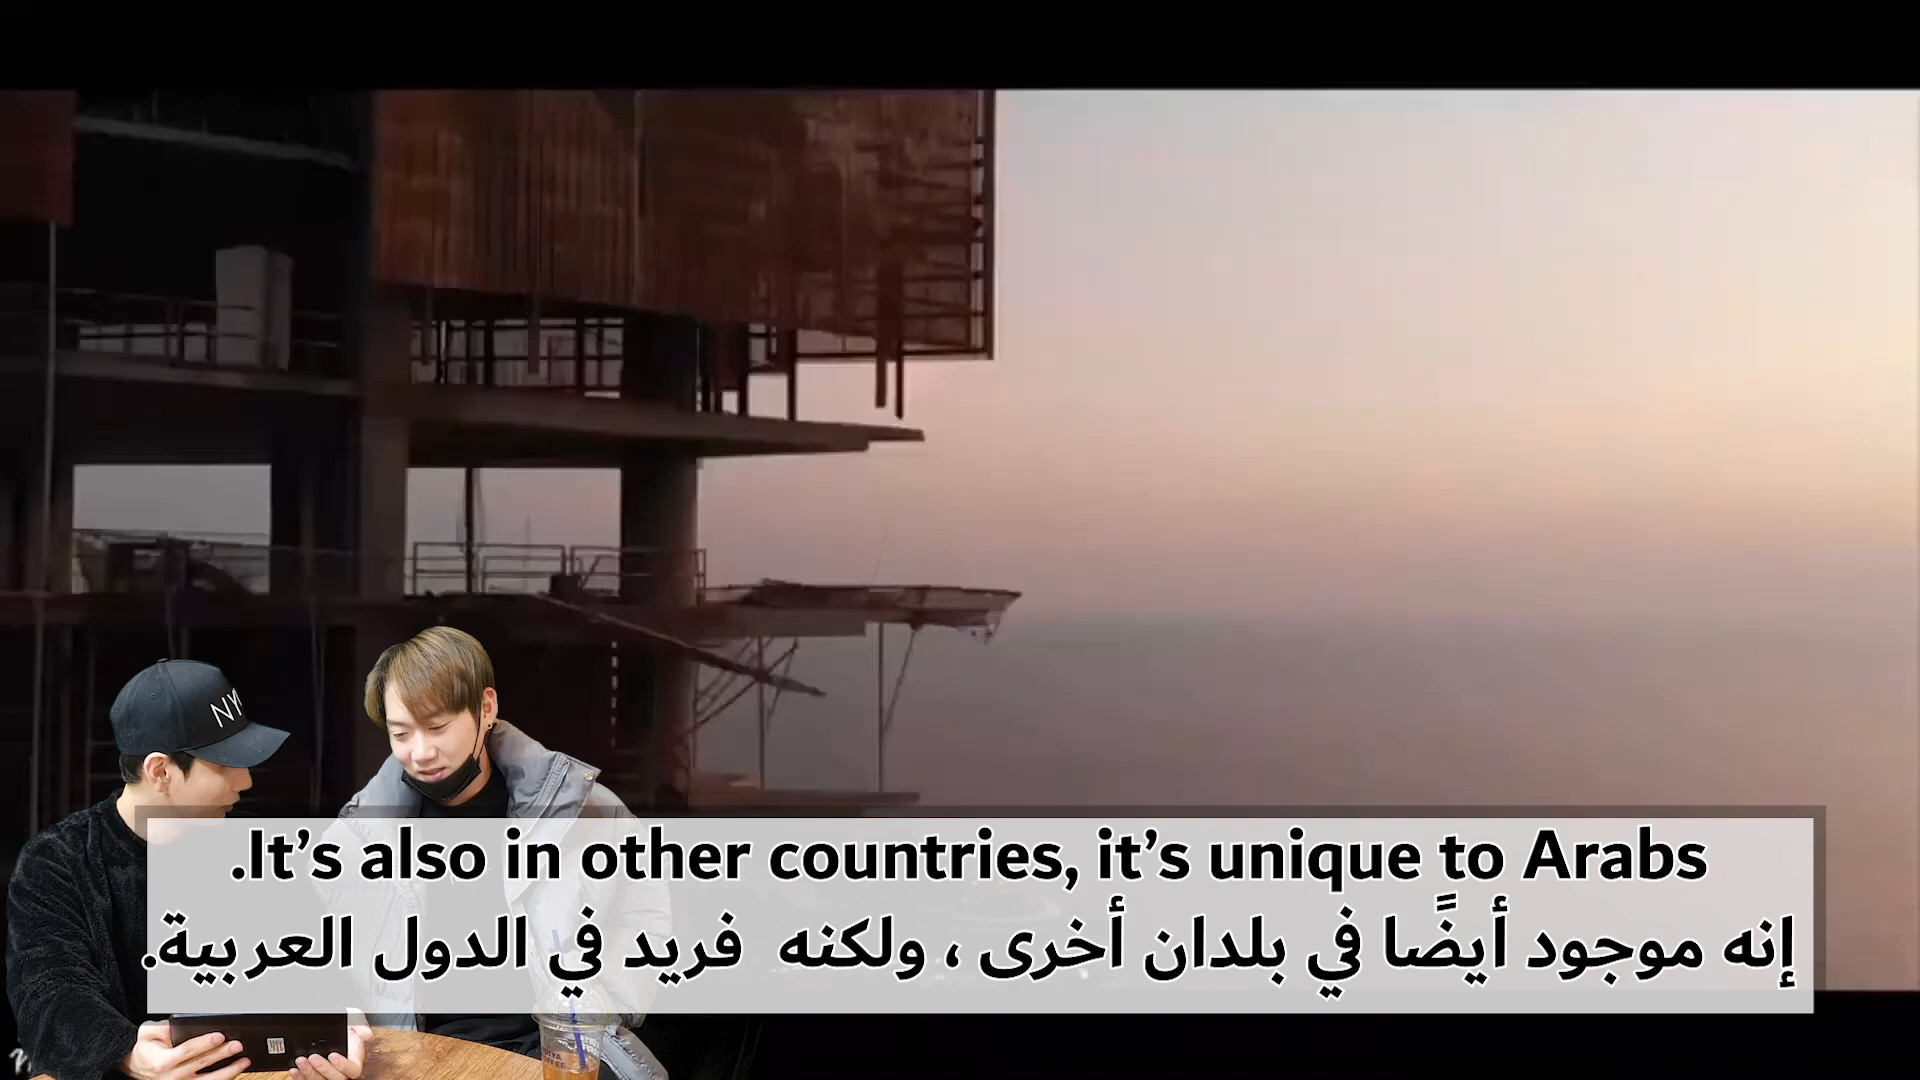 .It’s also in other countries, it’s unique to Arabs
إنه موجود أيضًا في بلدان أخرى ، ولكنه فريد في الدول العربية.